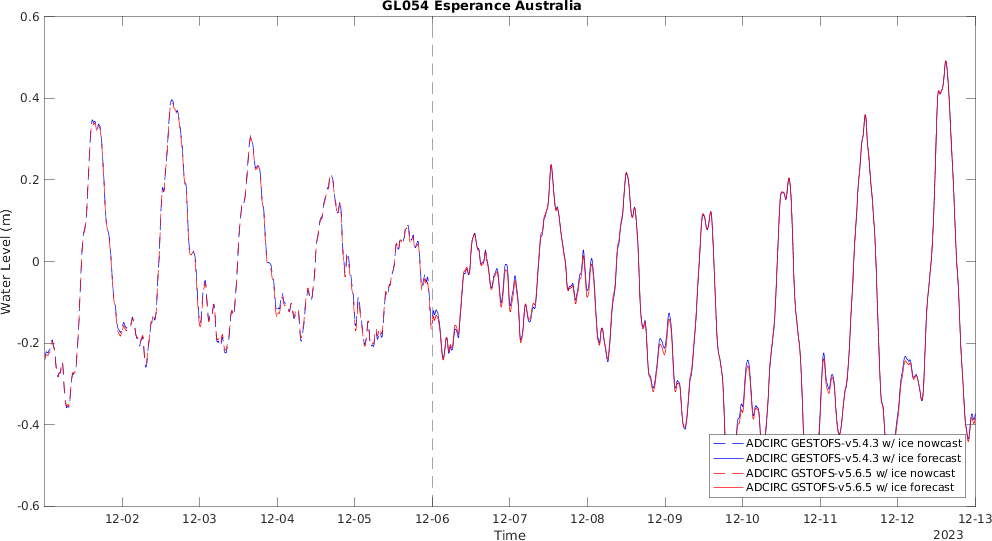 GL054 Esperance Australia
0.6
0.4
0.2
0
-0.2
-0.4
-0.6
Water Level (m)
ADCIRC GESTOFS-v5.4.3 w/ ice nowcast
ADCIRC GESTOFS-v5.4.3 w/ ice forecast
ADCIRC GSTOFS-v5.6.5 w/ ice nowcast
ADCIRC GSTOFS-v5.6.5 w/ ice forecast
12-02 12-03 12-04 12-05 12-06 12-07 12-08 12-09 12-10 12-11 12-12 12-13
Time
2023